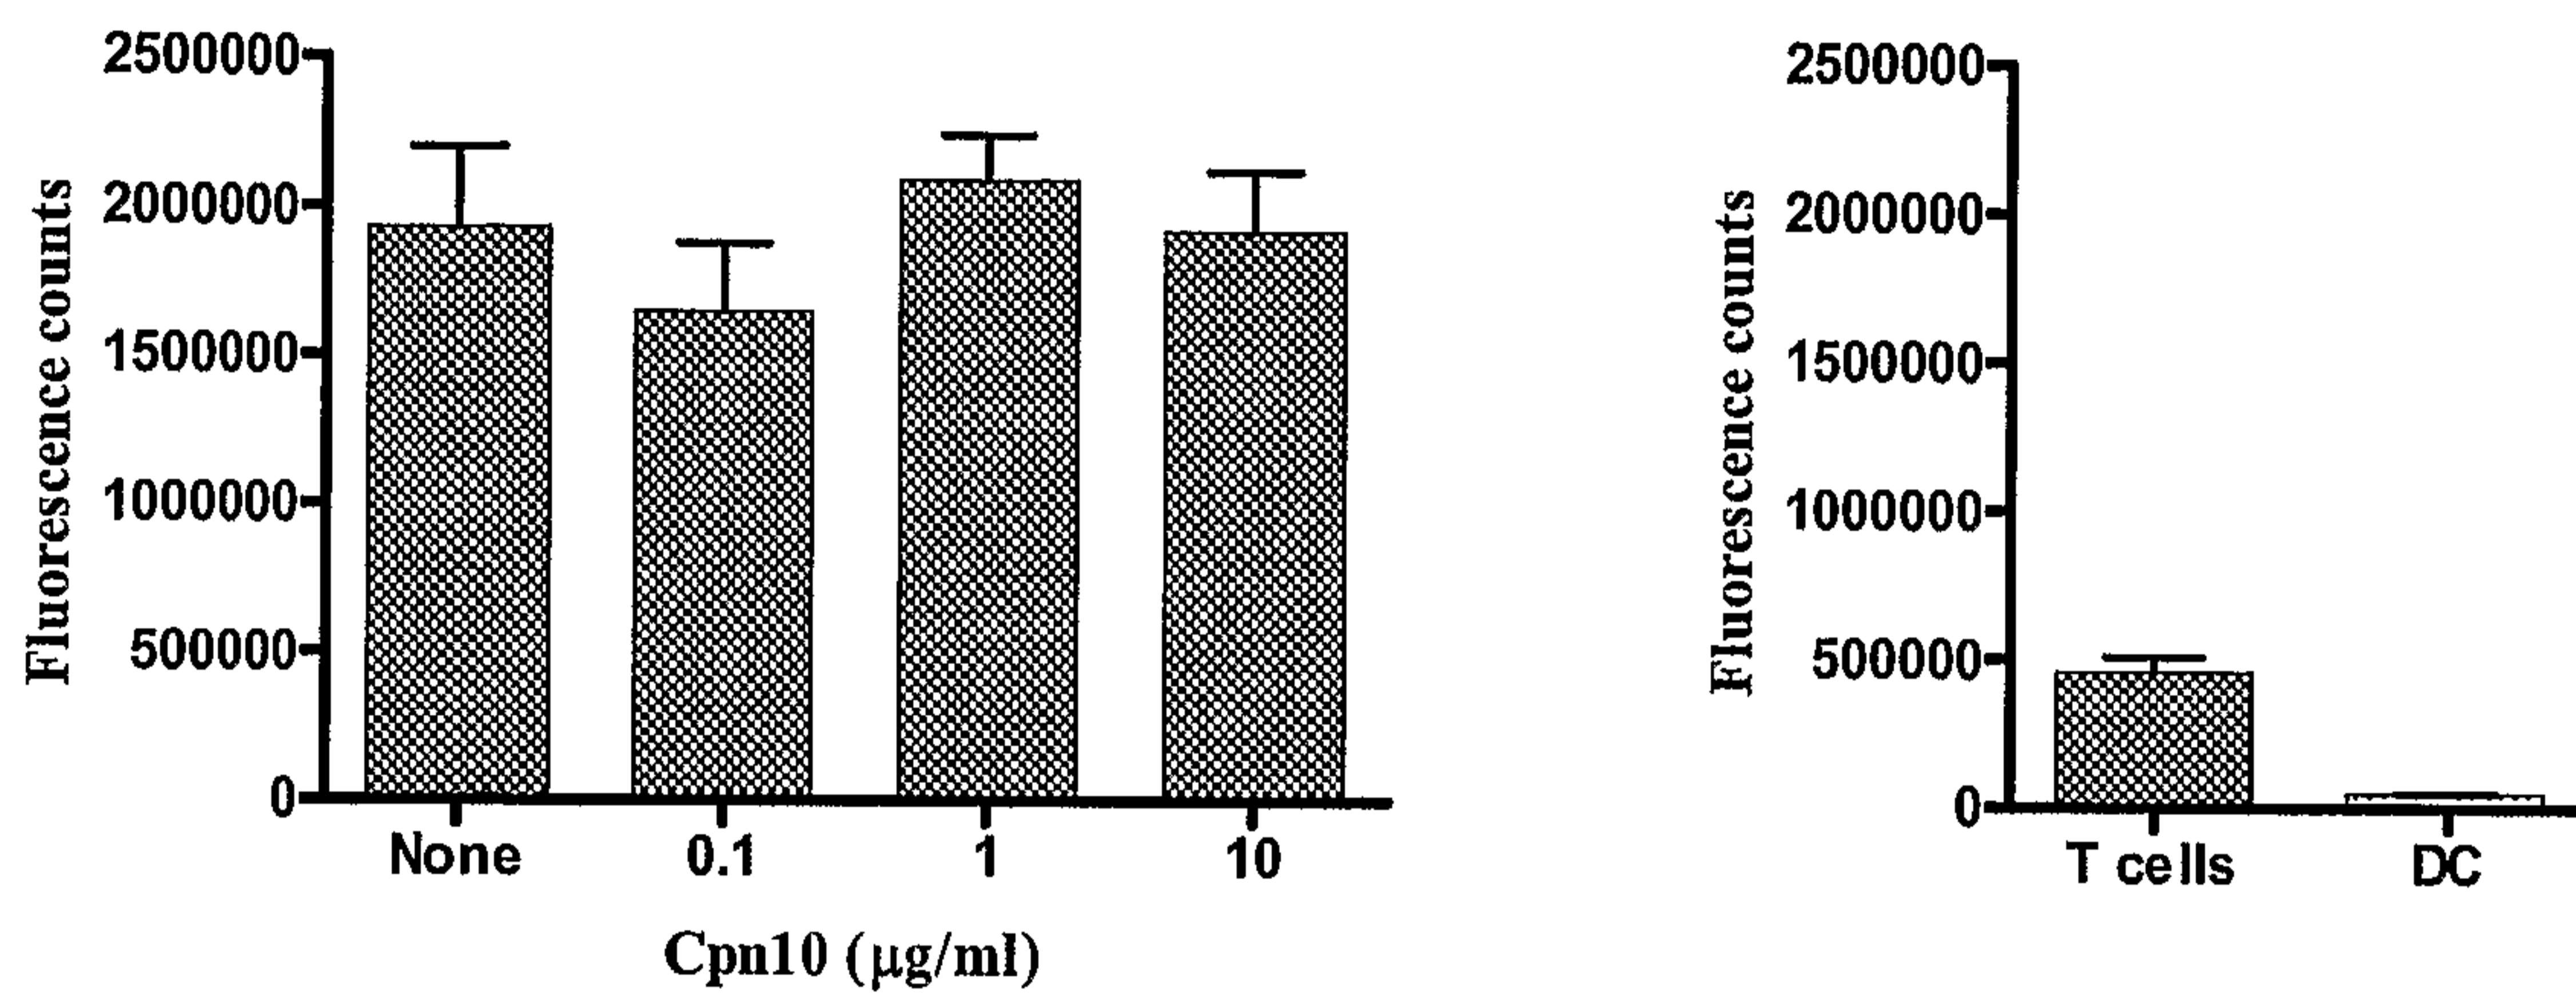 Fluorescence counts
2500000
2000000
1500000
1000000
500000
0
None 0.1 1 10
Cpn10 (μg/ml)
Fluorescence counts
2500000
2000000
1500000
1000000
500000
0
T cells DC